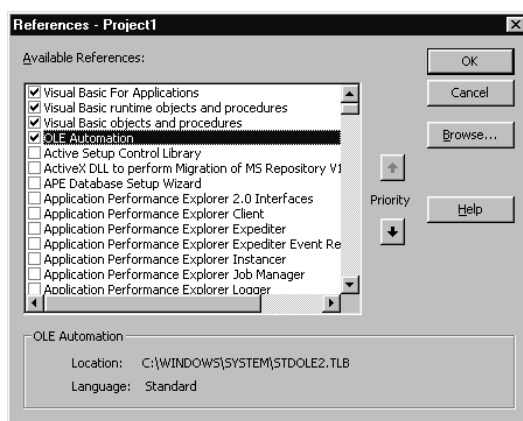 References - Project1
Available References:
Visual Basic For Applications
Visual Basic runtime objects and procedures
Visual Basic objects and procedures
OLE Automation
Active Setup Control Library
ActiveX DLL to perform Migration of MS Repository V1
APE Database Setup Wizard
Application Performance Explorer 2.0 Interfaces
Application Performance Explorer Client
Application Performance Explorer Expediter
Application Performance Explorer Expediter Event Re
Application Performance Explorer Instancer
Application Performance Explorer Job Manager
Application Performance Explorer Logger
Priority
OK
Cancel
Browse...
Help
OLE Automation
Location: C:\WINDOWS\SYSTEM\STDOLE2.TLB
Language: Standard